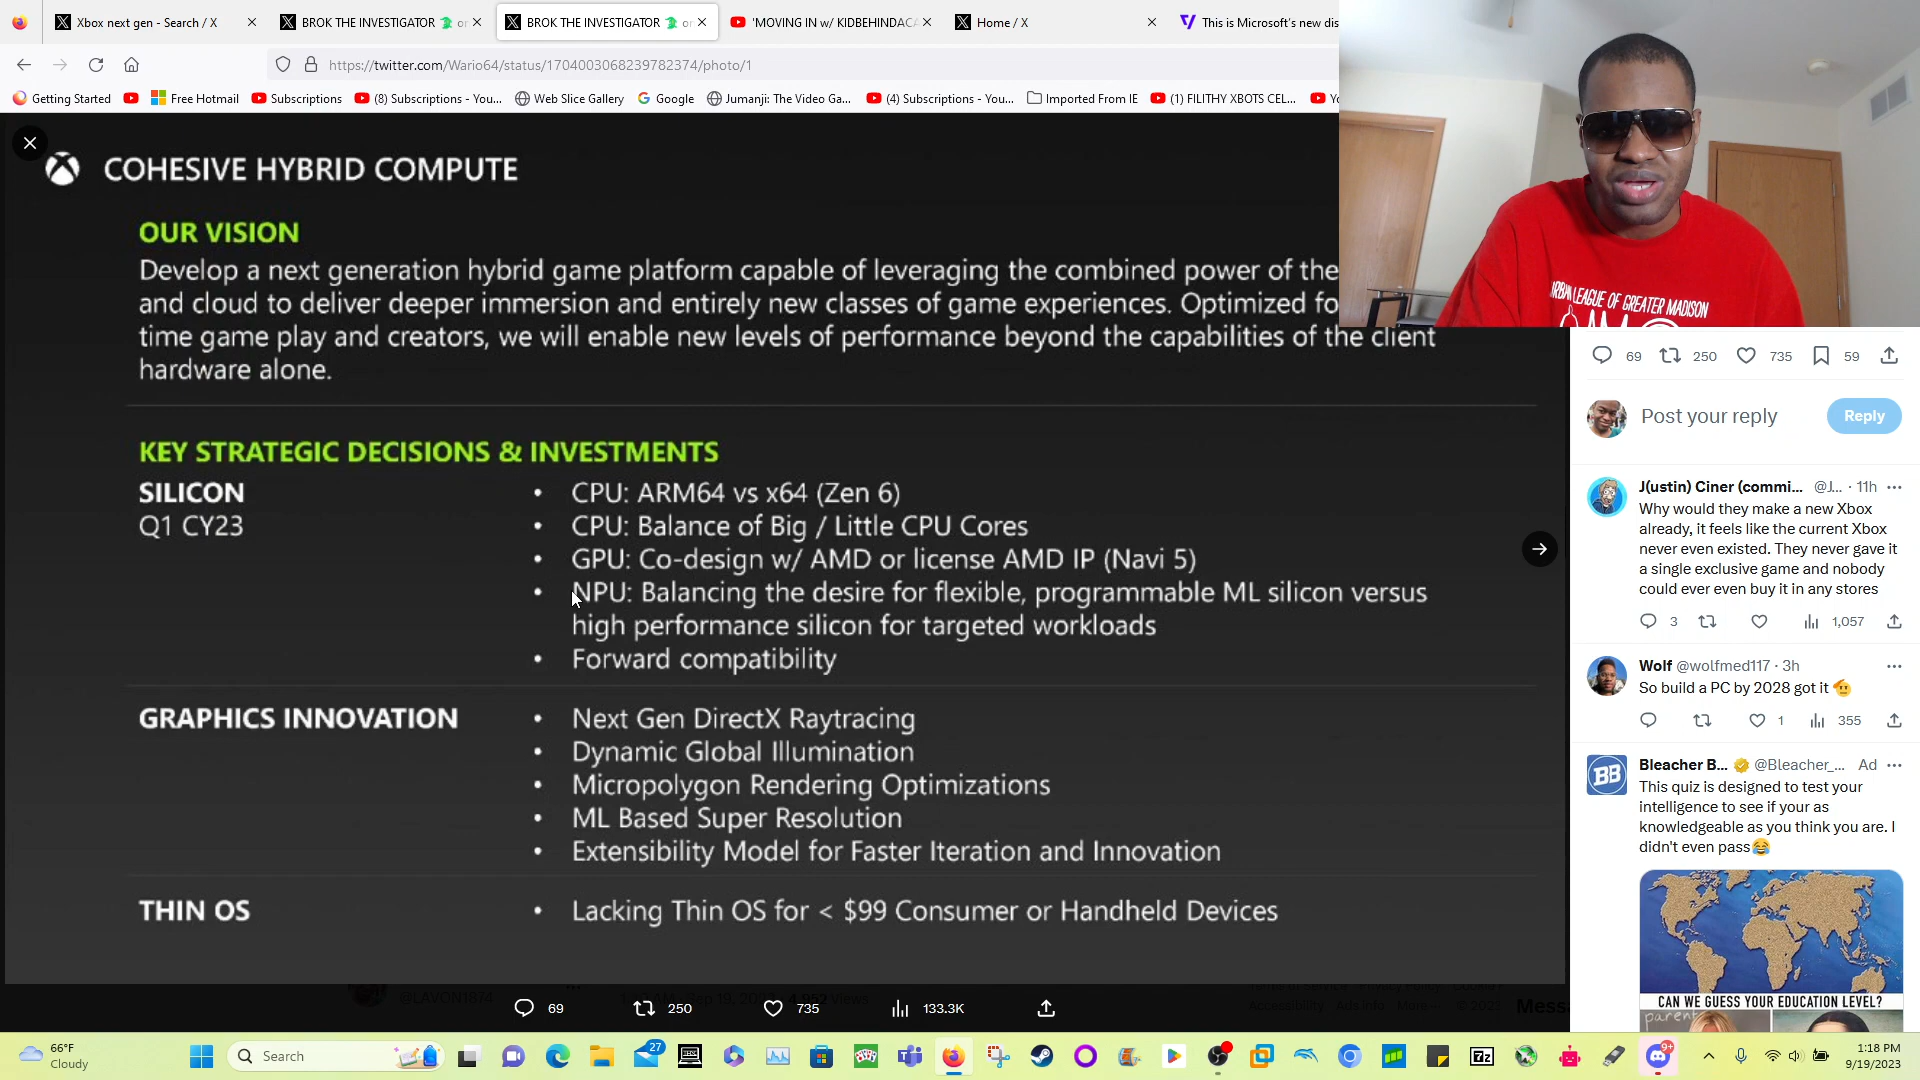 Xbox next gen - Search / X
BROK THE INVESTIGATOR
BROK THE INVESTIGATOR
'MOVING IN w/ KIDBEHINDACA
Home / X
This is Microsoft's new dis
https://twitter.com/Wario64/status/1704003068239782374/photo/1
Getting Started
Free Hotmail
Subscriptions
(8) Subscriptions - You...
Web Slice Gallery
Google
Jumanji: The Video Ga...
(4) Subscriptions - You...
Imported From IE
(1) FILITHY XBOTS CEL...
COHESIVE HYBRID COMPUTE
OUR VISION
Develop a next generation hybrid game platform capable of leveraging the combined power of the
and cloud to deliver deeper immersion and entirely new classes of game experiences. Optimized fo
time game play and creators, we will enable new levels of performance beyond the capabilities of the client
hardware alone.
KEY STRATEGIC DECISIONS & INVESTMENTS
SILICON
Q1 CY23
• CPU: ARM64 vs x64 (Zen 6)
• CPU: Balance of Big / Little CPU Cores
• GPU: Co-design w/ AMD or license AMD IP (Navi 5)
• NPU: Balancing the desire for flexible, programmable ML silicon versus
high performance silicon for targeted workloads
• Forward compatibility
GRAPHICS INNOVATION
• Next Gen DirectX Raytracing
• Dynamic Global Illumination
• Micropolygon Rendering Optimizations
• ML Based Super Resolution
• Extensibility Model for Faster Iteration and Innovation
THIN OS
• Lacking Thin OS for < $99 Consumer or Handheld Devices
69 250 735 133.3K
LEAGUE OF GREATER MADISON
69 250 735 59
Post your reply
Reply
J(ustin) Ciner (commi... @J... · 11h
Why would they make a new Xbox
already, it feels like the current Xbox
never even existed. They never gave it
a single exclusive game and nobody
could ever even buy it in any stores
3 1,057
Wolf @wolfmed117 · 3h
So build a PC by 2028 got it
1 355
Bleacher B... @Bleacher_... Ad
This quiz is designed to test your
intelligence to see if your as
knowledgeable as you think you are. I
didn't even pass
CAN WE GUESS YOUR EDUCATION LEVEL?
parent
66°F
Cloudy
Search
27
9+
1:18 PM
9/19/2023